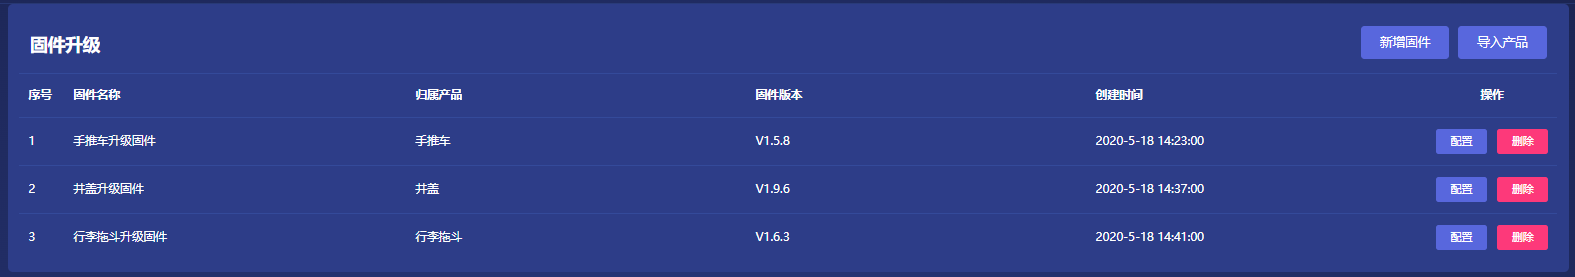 固件升级 新增固件 导入产品
序号 固件名称 归属产品 固件版本 创建时间 操作
1 手推车升级固件 手推车 V1.5.8 2020-5-18 14:23:00 配置 删除
2 井盖升级固件 井盖 V1.9.6 2020-5-18 14:37:00 配置 删除
3 行李拖斗升级固件 行李拖斗 V1.6.3 2020-5-18 14:41:00 配置 删除